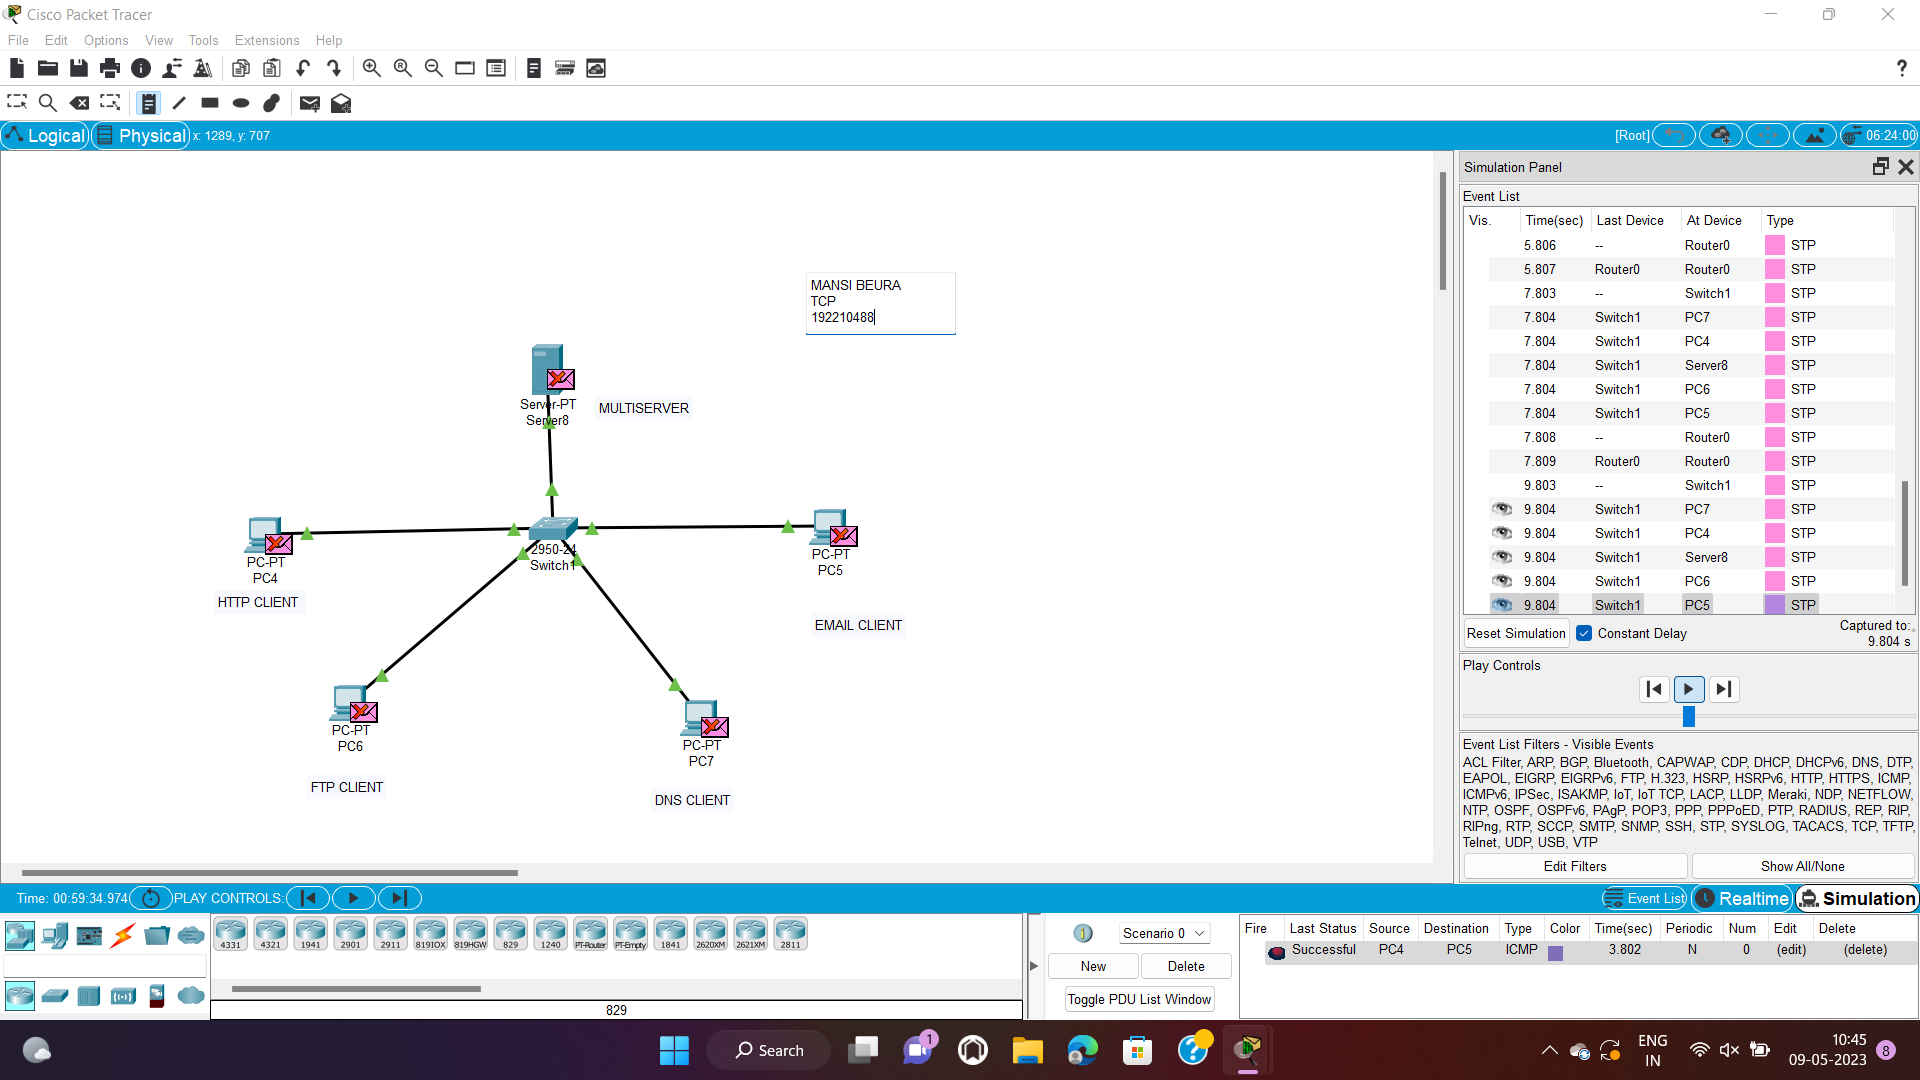 Cisco Packet Tracer
File Edit Options View Tools Extensions Help
Logical Physical x: 1289, y: 707 [Root] 06:24:00
MANSI BEURA
TCP
192210488
Server-PT
Server8
MULTISERVER
2950-24
Switch1
PC-PT
PC4
HTTP CLIENT
PC-PT
PC5
EMAIL CLIENT
PC-PT
PC6
FTP CLIENT
PC-PT
PC7
DNS CLIENT
Simulation Panel
Event List
Vis. Time(sec) Last Device At Device Type
5.806 -- Router0 STP
5.807 Router0 Router0 STP
7.803 -- Switch1 STP
7.804 Switch1 PC7 STP
7.804 Switch1 PC4 STP
7.804 Switch1 Server8 STP
7.804 Switch1 PC6 STP
7.804 Switch1 PC5 STP
7.808 -- Router0 STP
7.809 Router0 Router0 STP
9.803 -- Switch1 STP
9.804 Switch1 PC7 STP
9.804 Switch1 PC4 STP
9.804 Switch1 Server8 STP
9.804 Switch1 PC6 STP
9.804 Switch1 PC5 STP
Reset Simulation Constant Delay Captured to:
9.804 s
Play Controls
Event List Filters - Visible Events
ACL Filter, ARP, BGP, Bluetooth, CAPWAP, CDP, DHCP, DHCPv6, DNS, DTP,
EAPOL, EIGRP, EIGRPv6, FTP, H.323, HSRP, HSRPv6, HTTP, HTTPS, ICMP,
ICMPv6, IPSec, ISAKMP, IoT, IoT TCP, LACP, LLDP, Meraki, NDP, NETFLOW,
NTP, OSPF, OSPFv6, PAgP, POP3, PPP, PPPoED, PTP, RADIUS, REP, RIP,
RIPng, RTP, SCCP, SMTP, SNMP, SSH, STP, SYSLOG, TACACS, TCP, TFTP,
Telnet, UDP, USB, VTP
Edit Filters Show All/None
Time: 00:59:34.974 PLAY CONTROLS: Event List Realtime Simulation
4331 4321 1941 2901 2911 819IOX 819HGW 829 1240 PT-Router PT-Empty 1841 2620XM 2621XM 2811
829
1 Scenario 0
New Delete
Toggle PDU List Window
Fire Last Status Source Destination Type Color Time(sec) Periodic Num Edit Delete
Successful PC4 PC5 ICMP 3.802 N 0 (edit) (delete)
Search
1
ENG
IN
10:45
09-05-2023
8